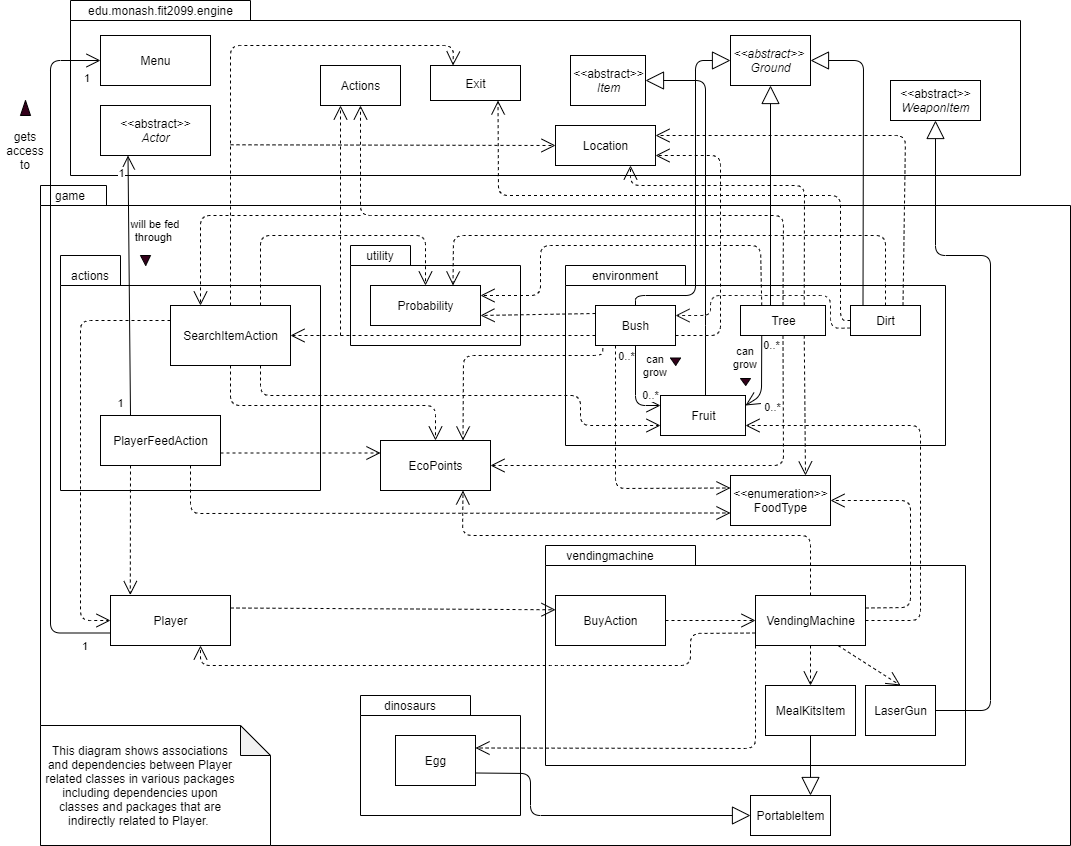 edu.monash.fit2099.engine
Menu
1
<<abstract>>
Actor
1
Actions
Exit
<<abstract>>
Item
<<abstract>>
Ground
<<abstract>>
WeaponItem
Location
gets
access
to
game
will be fed
through
actions
utility
environment
SearchItemAction
Probability
Bush
Tree
Dirt
0..*
can
grow
0..*
can
grow
0..*
0..*
Fruit
1
PlayerFeedAction
EcoPoints
<<enumeration>>
FoodType
vendingmachine
Player
1
BuyAction
VendingMachine
MealKitsItem
LaserGun
dinosaurs
Egg
PortableItem
This diagram shows associations
and dependencies between Player
related classes in various packages
including dependencies upon
classes and packages that are
indirectly related to Player.